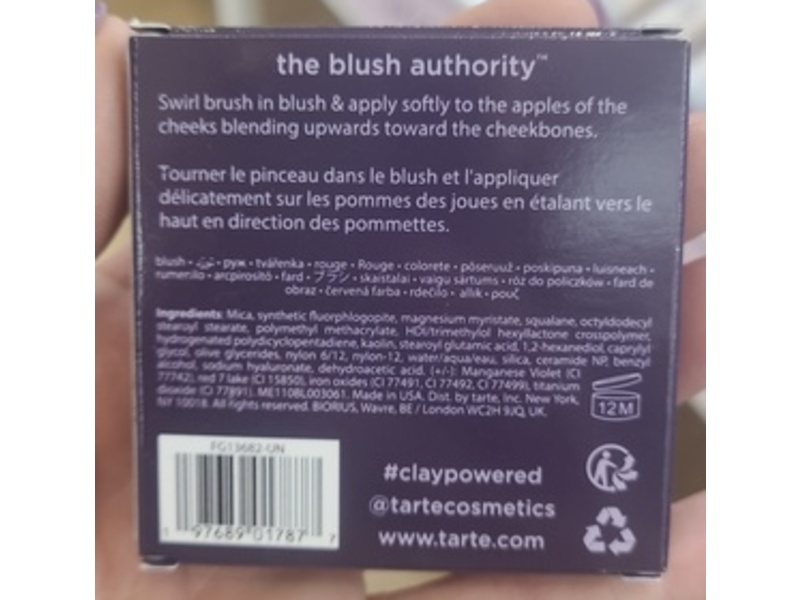 the blush authority™
Swirl brush in blush & apply softly to the apples of the
cheeks blending upwards toward the cheekbones.
Tourner le pinceau dans le blush et l'appliquer
délicatement sur les pommes des joues en étalant vers le
haut en direction des pommettes.
blush • • руж • tvářenka • rouge • Rouge • colorete • põsepuna • poskipuna • luisneach •
rumenilo • arcpirosító • fard • ブラシ • skaistalai • vaigu sārtums • róż do policzków • fard de
obraz • červená farba • rdečilo • allık • ρουζ
Ingredients: Mica, synthetic fluorphlogopite, magnesium myristate, squalane, octyldodecyl
stearoyl stearate, polymethyl methacrylate, HDI/trimethylol hexyllactone crosspolymer,
hydrogenated polydicyclopentadiene, kaolin, stearoyl glutamic acid, 1,2-hexanediol, caprylyl
glycol, olive glycerides, nylon 6/12, nylon-12, water/aqua/eau, silica, ceramide NP, benzyl
alcohol, sodium hyaluronate, dehydroacetic acid. (+/-): Manganese Violet (CI
77742), red 7 lake (CI 15850), iron oxides (CI 77491, CI 77492, CI 77499), titanium
dioxide (CI 77891). ME110BL003061. Made in USA. Dist. by tarte, Inc. New York,
NY 10018. All rights reserved. BIORIUS, Wavre, BE / London WC2H 9JQ, UK.
12M
FG13682-UN
97689 01787
#claypowered
@tartecosmetics
www.tarte.com